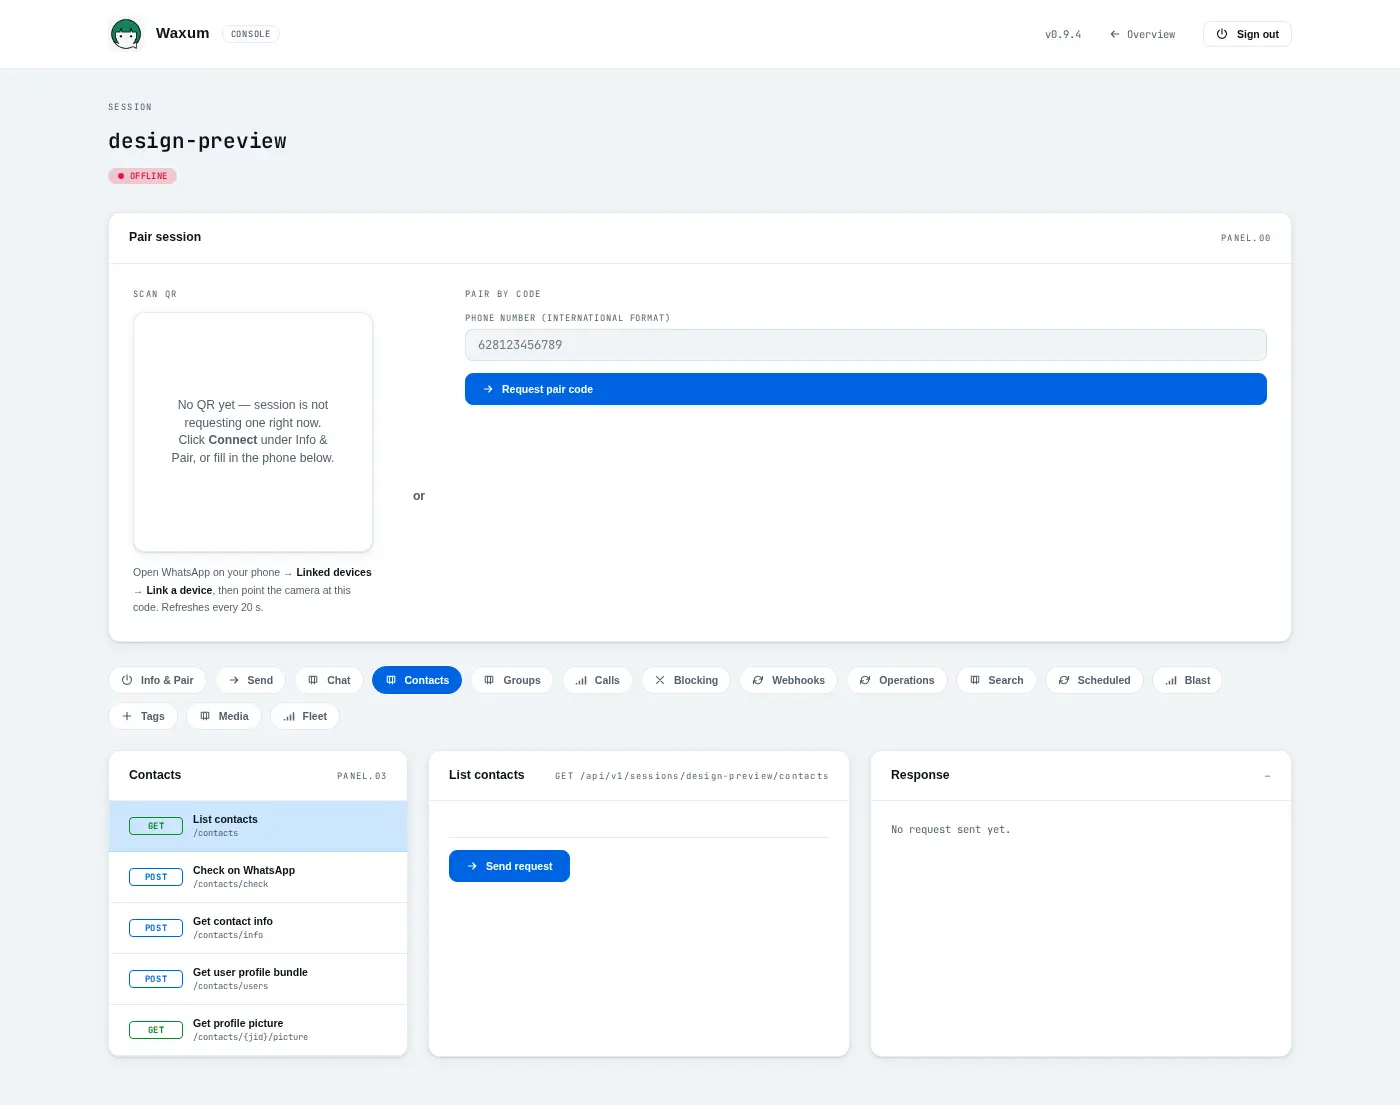 Waxum
CONSOLE
v0.9.4
← Overview
Sign out
SESSION
design-preview
OFFLINE
Pair session
PANEL.00
SCAN QR
No QR yet — session is not
requesting one right now.
Click Connect under Info &
Pair, or fill in the phone below.
Open WhatsApp on your phone → Linked devices
→ Link a device, then point the camera at this
code. Refreshes every 20 s.
or
PAIR BY CODE
PHONE NUMBER (INTERNATIONAL FORMAT)
628123456789
→ Request pair code
Info & Pair
Send
Chat
Contacts
Groups
Calls
Blocking
Webhooks
Operations
Search
Scheduled
Blast
Tags
Media
Fleet
Contacts
PANEL.03
GET
List contacts
/contacts
POST
Check on WhatsApp
/contacts/check
POST
Get contact info
/contacts/info
POST
Get user profile bundle
/contacts/users
GET
Get profile picture
/contacts/{jid}/picture
List contacts
GET /api/v1/sessions/design-preview/contacts
→ Send request
Response
—
No request sent yet.